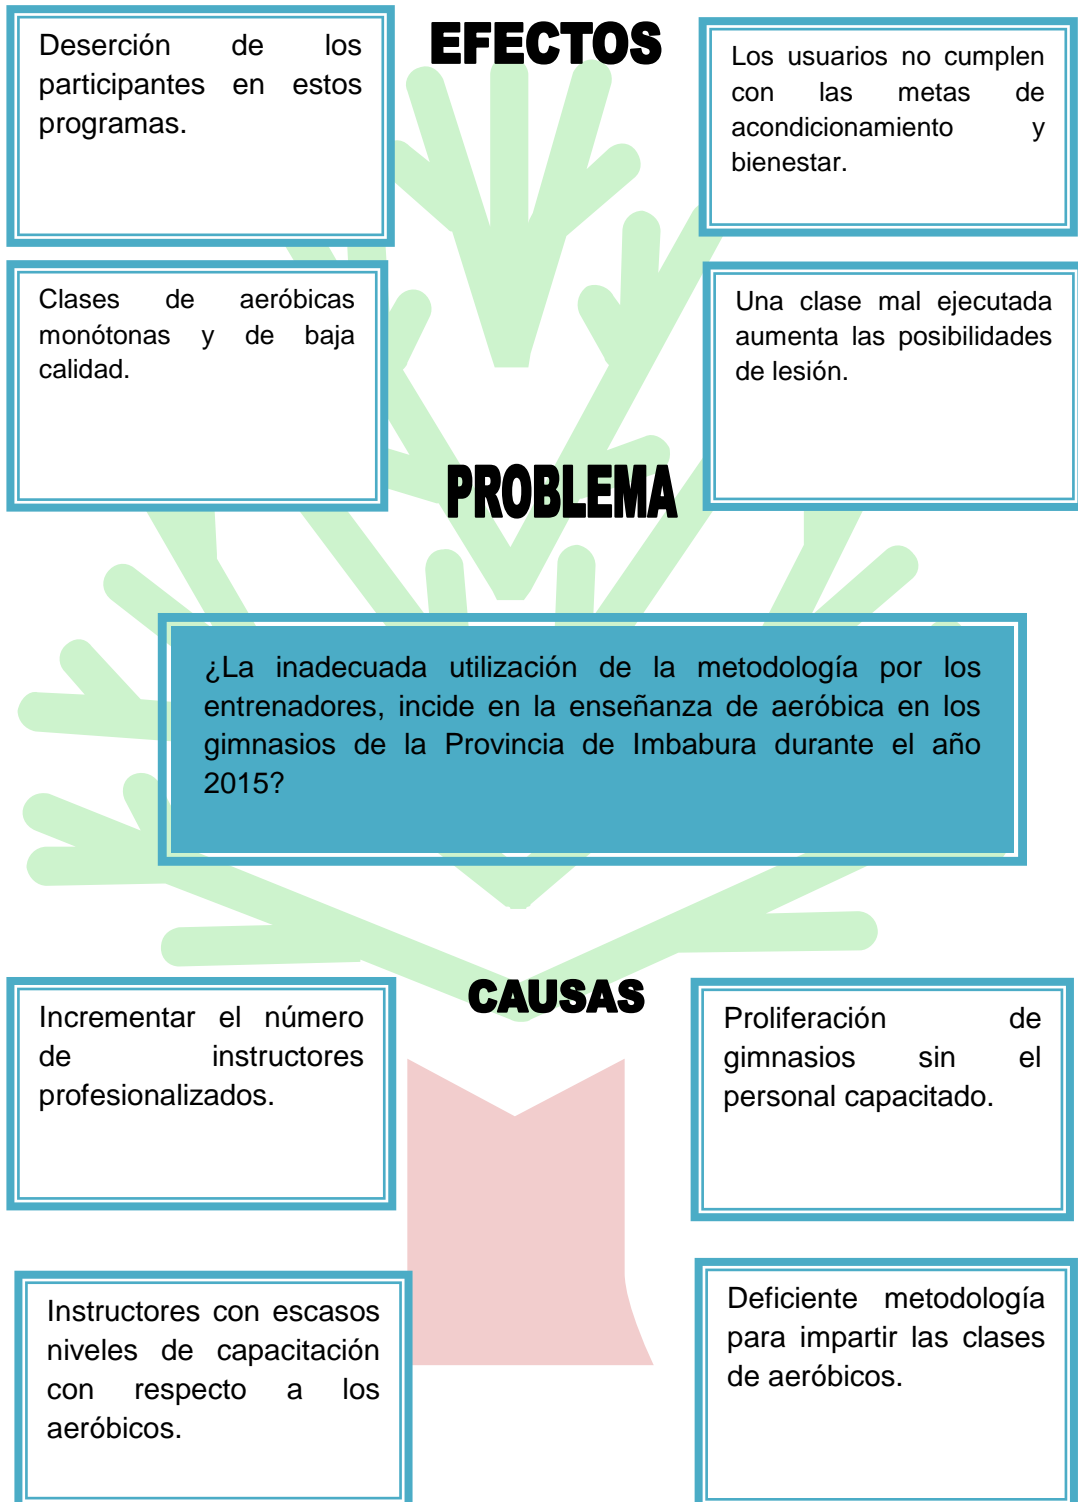 EFECTOS
Deserción de los
participantes en estos
programas.
Los usuarios no cumplen
con las metas de
acondicionamiento y
bienestar.
Clases de aeróbicas
monótonas y de baja
calidad.
Una clase mal ejecutada
aumenta las posibilidades
de lesión.
PROBLEMA
¿La inadecuada utilización de la metodología por los
entrenadores, incide en la enseñanza de aeróbica en los
gimnasios de la Provincia de Imbabura durante el año
2015?
CAUSAS
Incrementar el número
de instructores
profesionalizados.
Proliferación de
gimnasios sin el
personal capacitado.
Instructores con escasos
niveles de capacitación
con respecto a los
aeróbicos.
Deficiente metodología
para impartir las clases
de aeróbicos.